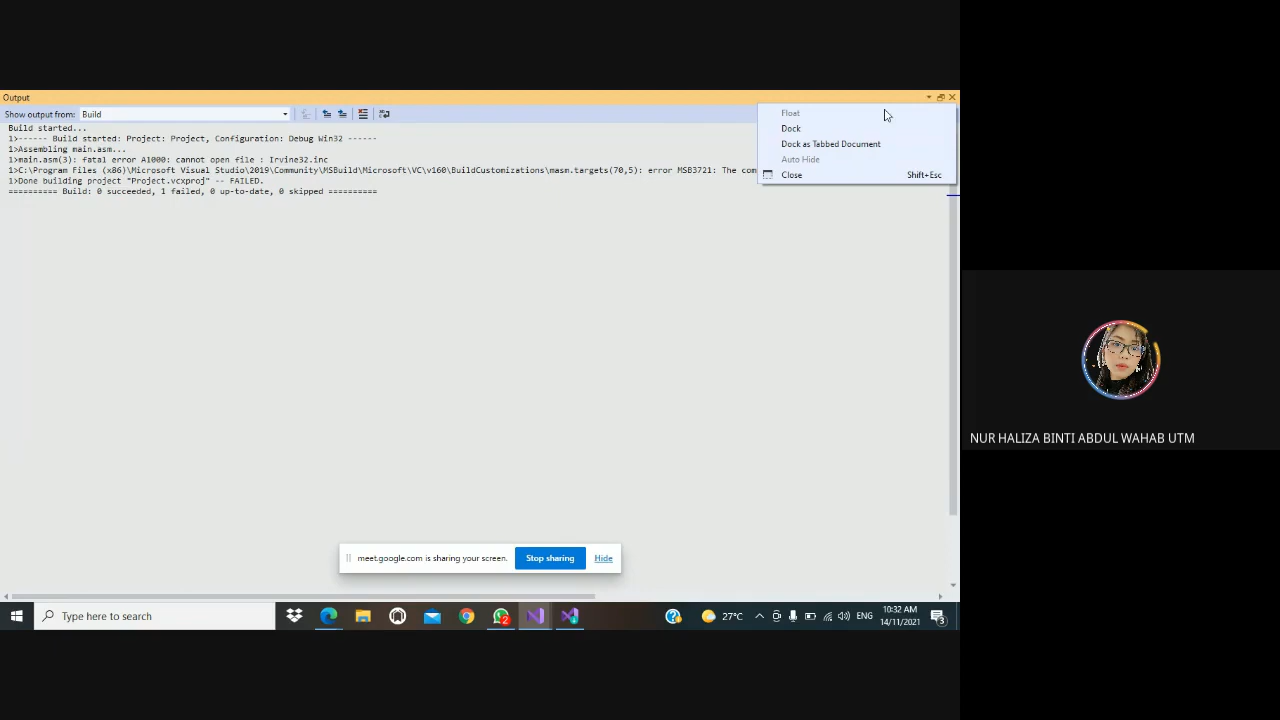 Output
Show output from: Build
Build started...
1>------ Build started: Project: Project, Configuration: Debug Win32 ------
1>Assembling main.asm...
1>main.asm(3): fatal error A1000: cannot open file : Irvine32.inc
1>C:\Program Files (x86)\Microsoft Visual Studio\2019\Community\MSBuild\Microsoft\VC\v160\BuildCustomizations\masm.targets(70,5): error MSB3721: The com
1>Done building project "Project.vcxproj" -- FAILED.
========== Build: 0 succeeded, 1 failed, 0 up-to-date, 0 skipped ==========
Float
Dock
Dock as Tabbed Document
Auto Hide
Close Shift+Esc
NUR HALIZA BINTI ABDUL WAHAB UTM
meet.google.com is sharing your screen. Stop sharing Hide
Type here to search
2
27°C
ENG
10:32 AM
14/11/2021
3